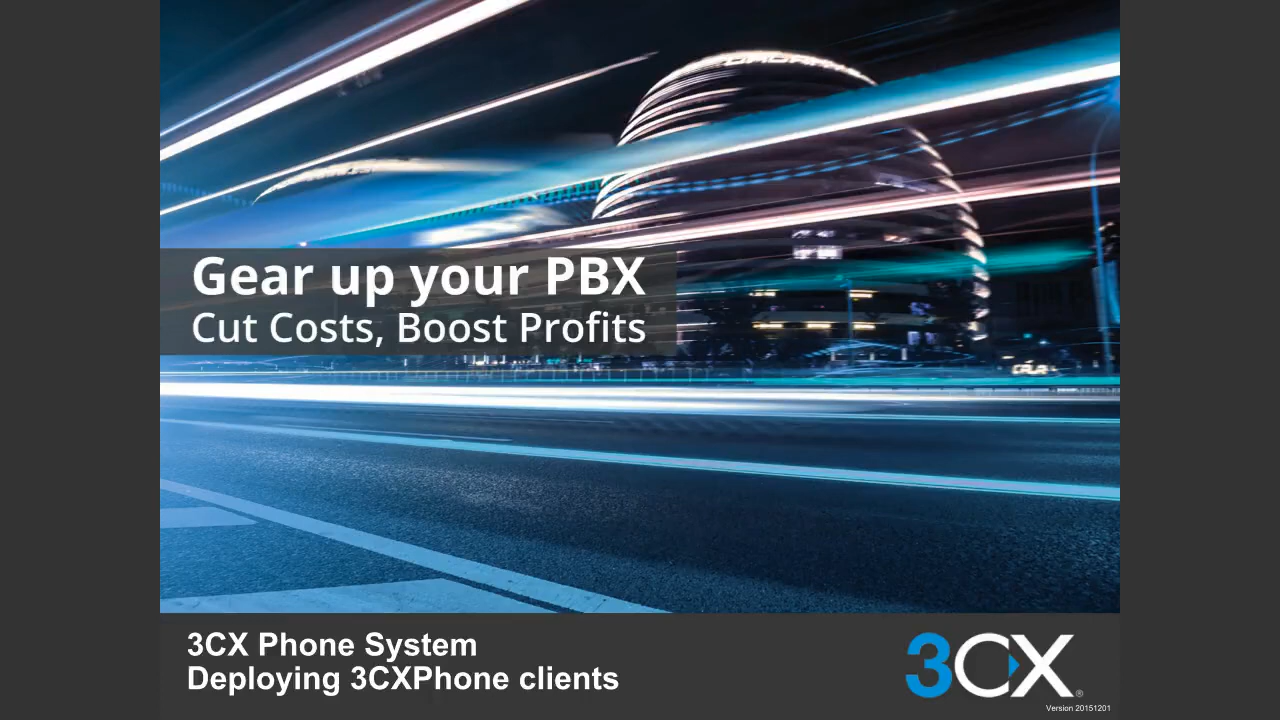 Gear up your PBX
Cut Costs, Boost Profits
3CX Phone System
Deploying 3CXPhone clients
3CX®
Version 20151201